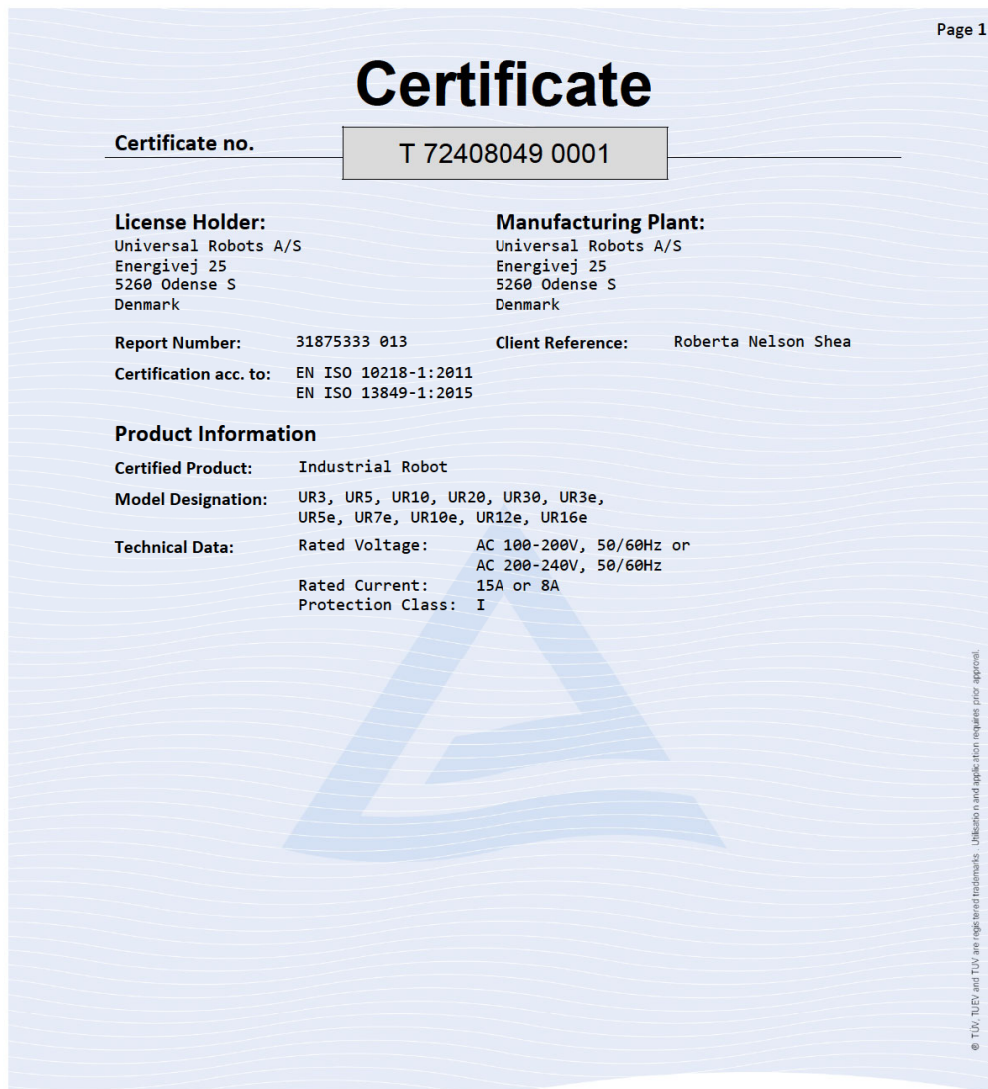 Page 1
Certificate
Certificate no.
T 72408049 0001
License Holder:
Universal Robots A/S
Energivej 25
5260 Odense S
Denmark
Manufacturing Plant:
Universal Robots A/S
Energivej 25
5260 Odense S
Denmark
Report Number: 31875333 013
Client Reference: Roberta Nelson Shea
Certification acc. to: EN ISO 10218-1:2011
EN ISO 13849-1:2015
Product Information
Certified Product: Industrial Robot
Model Designation: UR3, UR5, UR10, UR20, UR30, UR3e,
UR5e, UR7e, UR10e, UR12e, UR16e
Technical Data: Rated Voltage: AC 100-200V, 50/60Hz or
AC 200-240V, 50/60Hz
Rated Current: 15A or 8A
Protection Class: I
® TÜV, TUEV and TUV are registered trademarks. Utilisation and application requires prior approval.